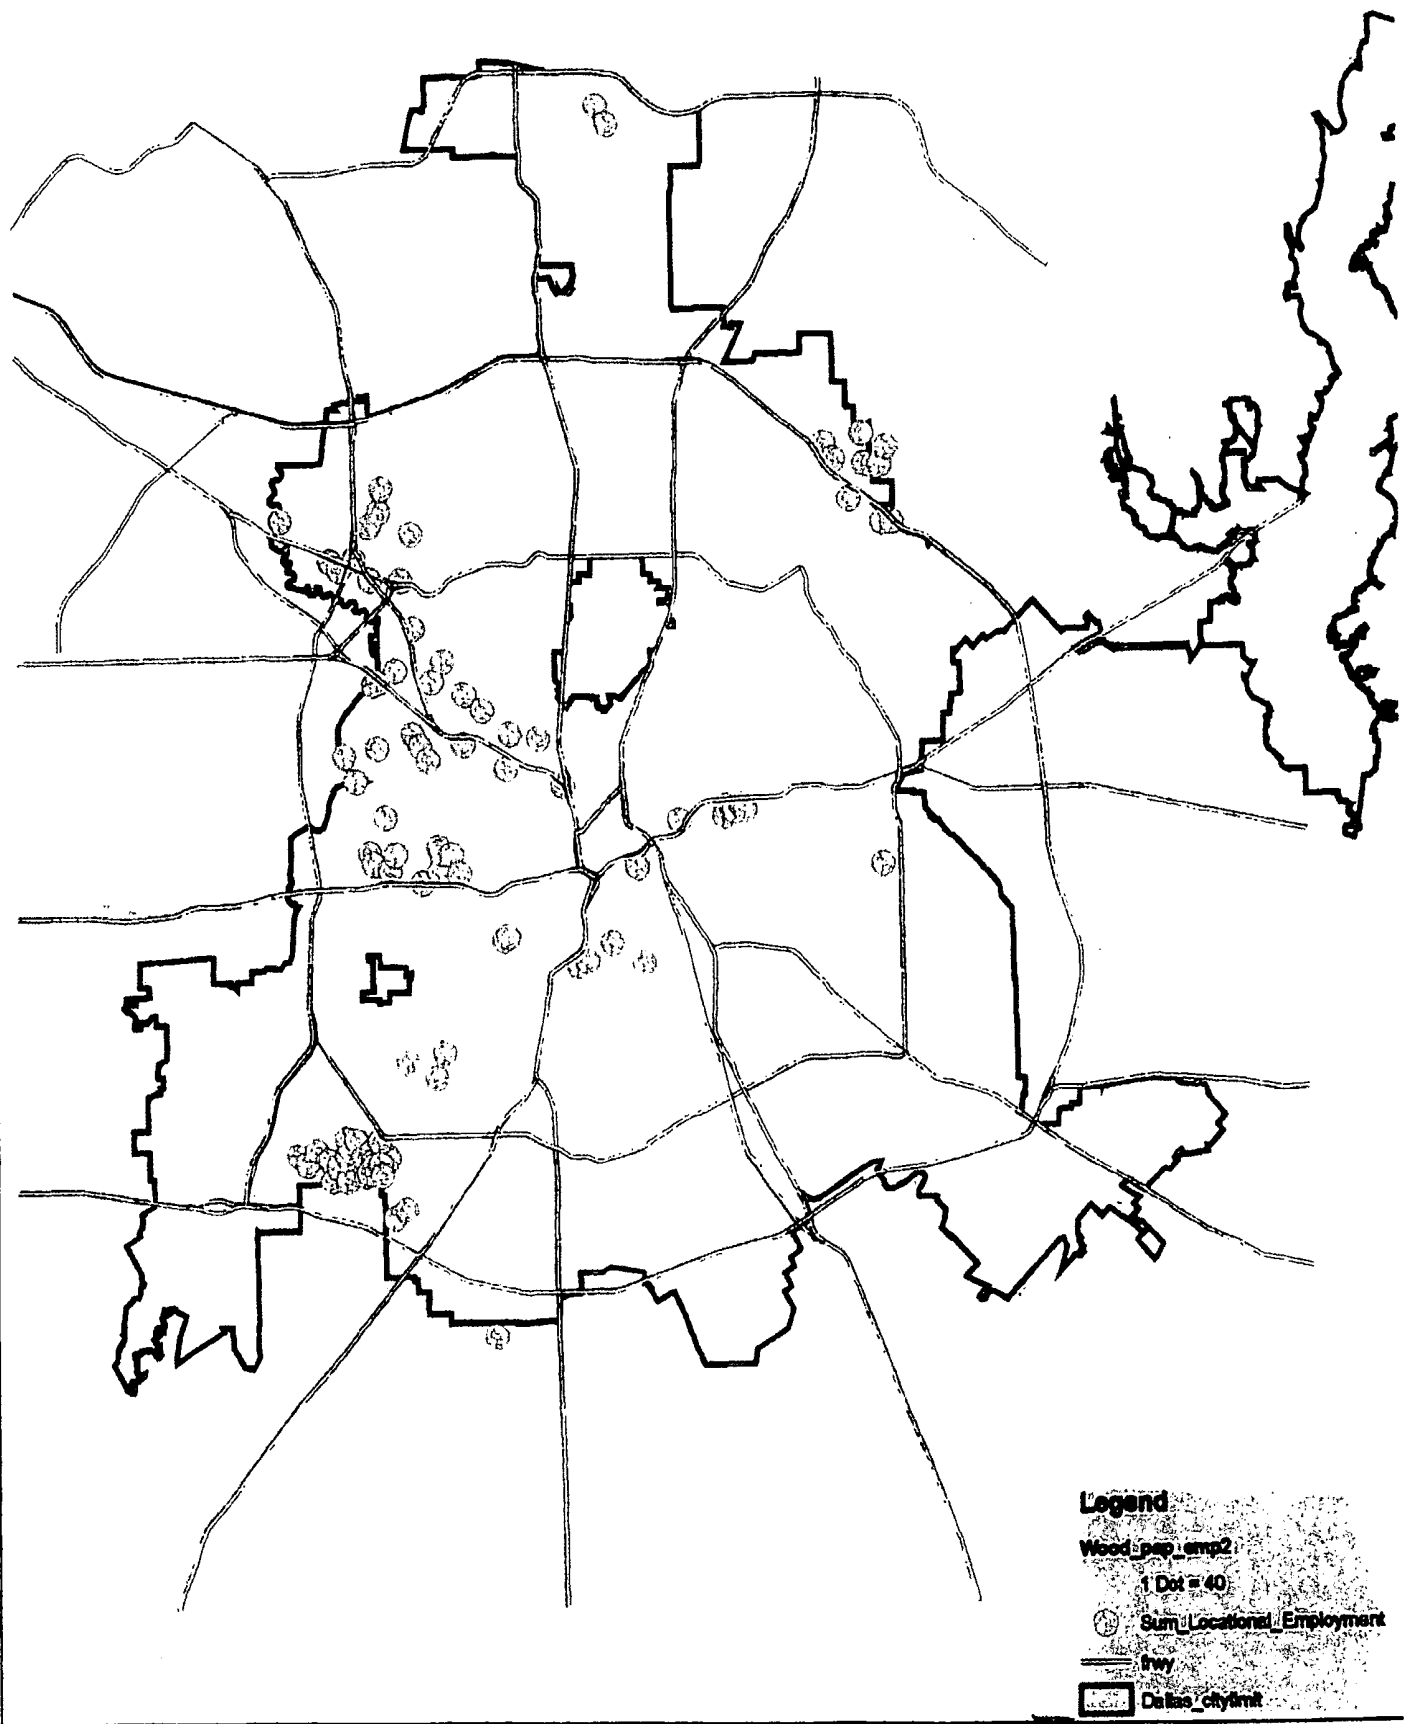 Legend
Wood_pap_emp2
1 Dot = 40
Sum_Locational_Employment
frwy
Dallas_citylimit